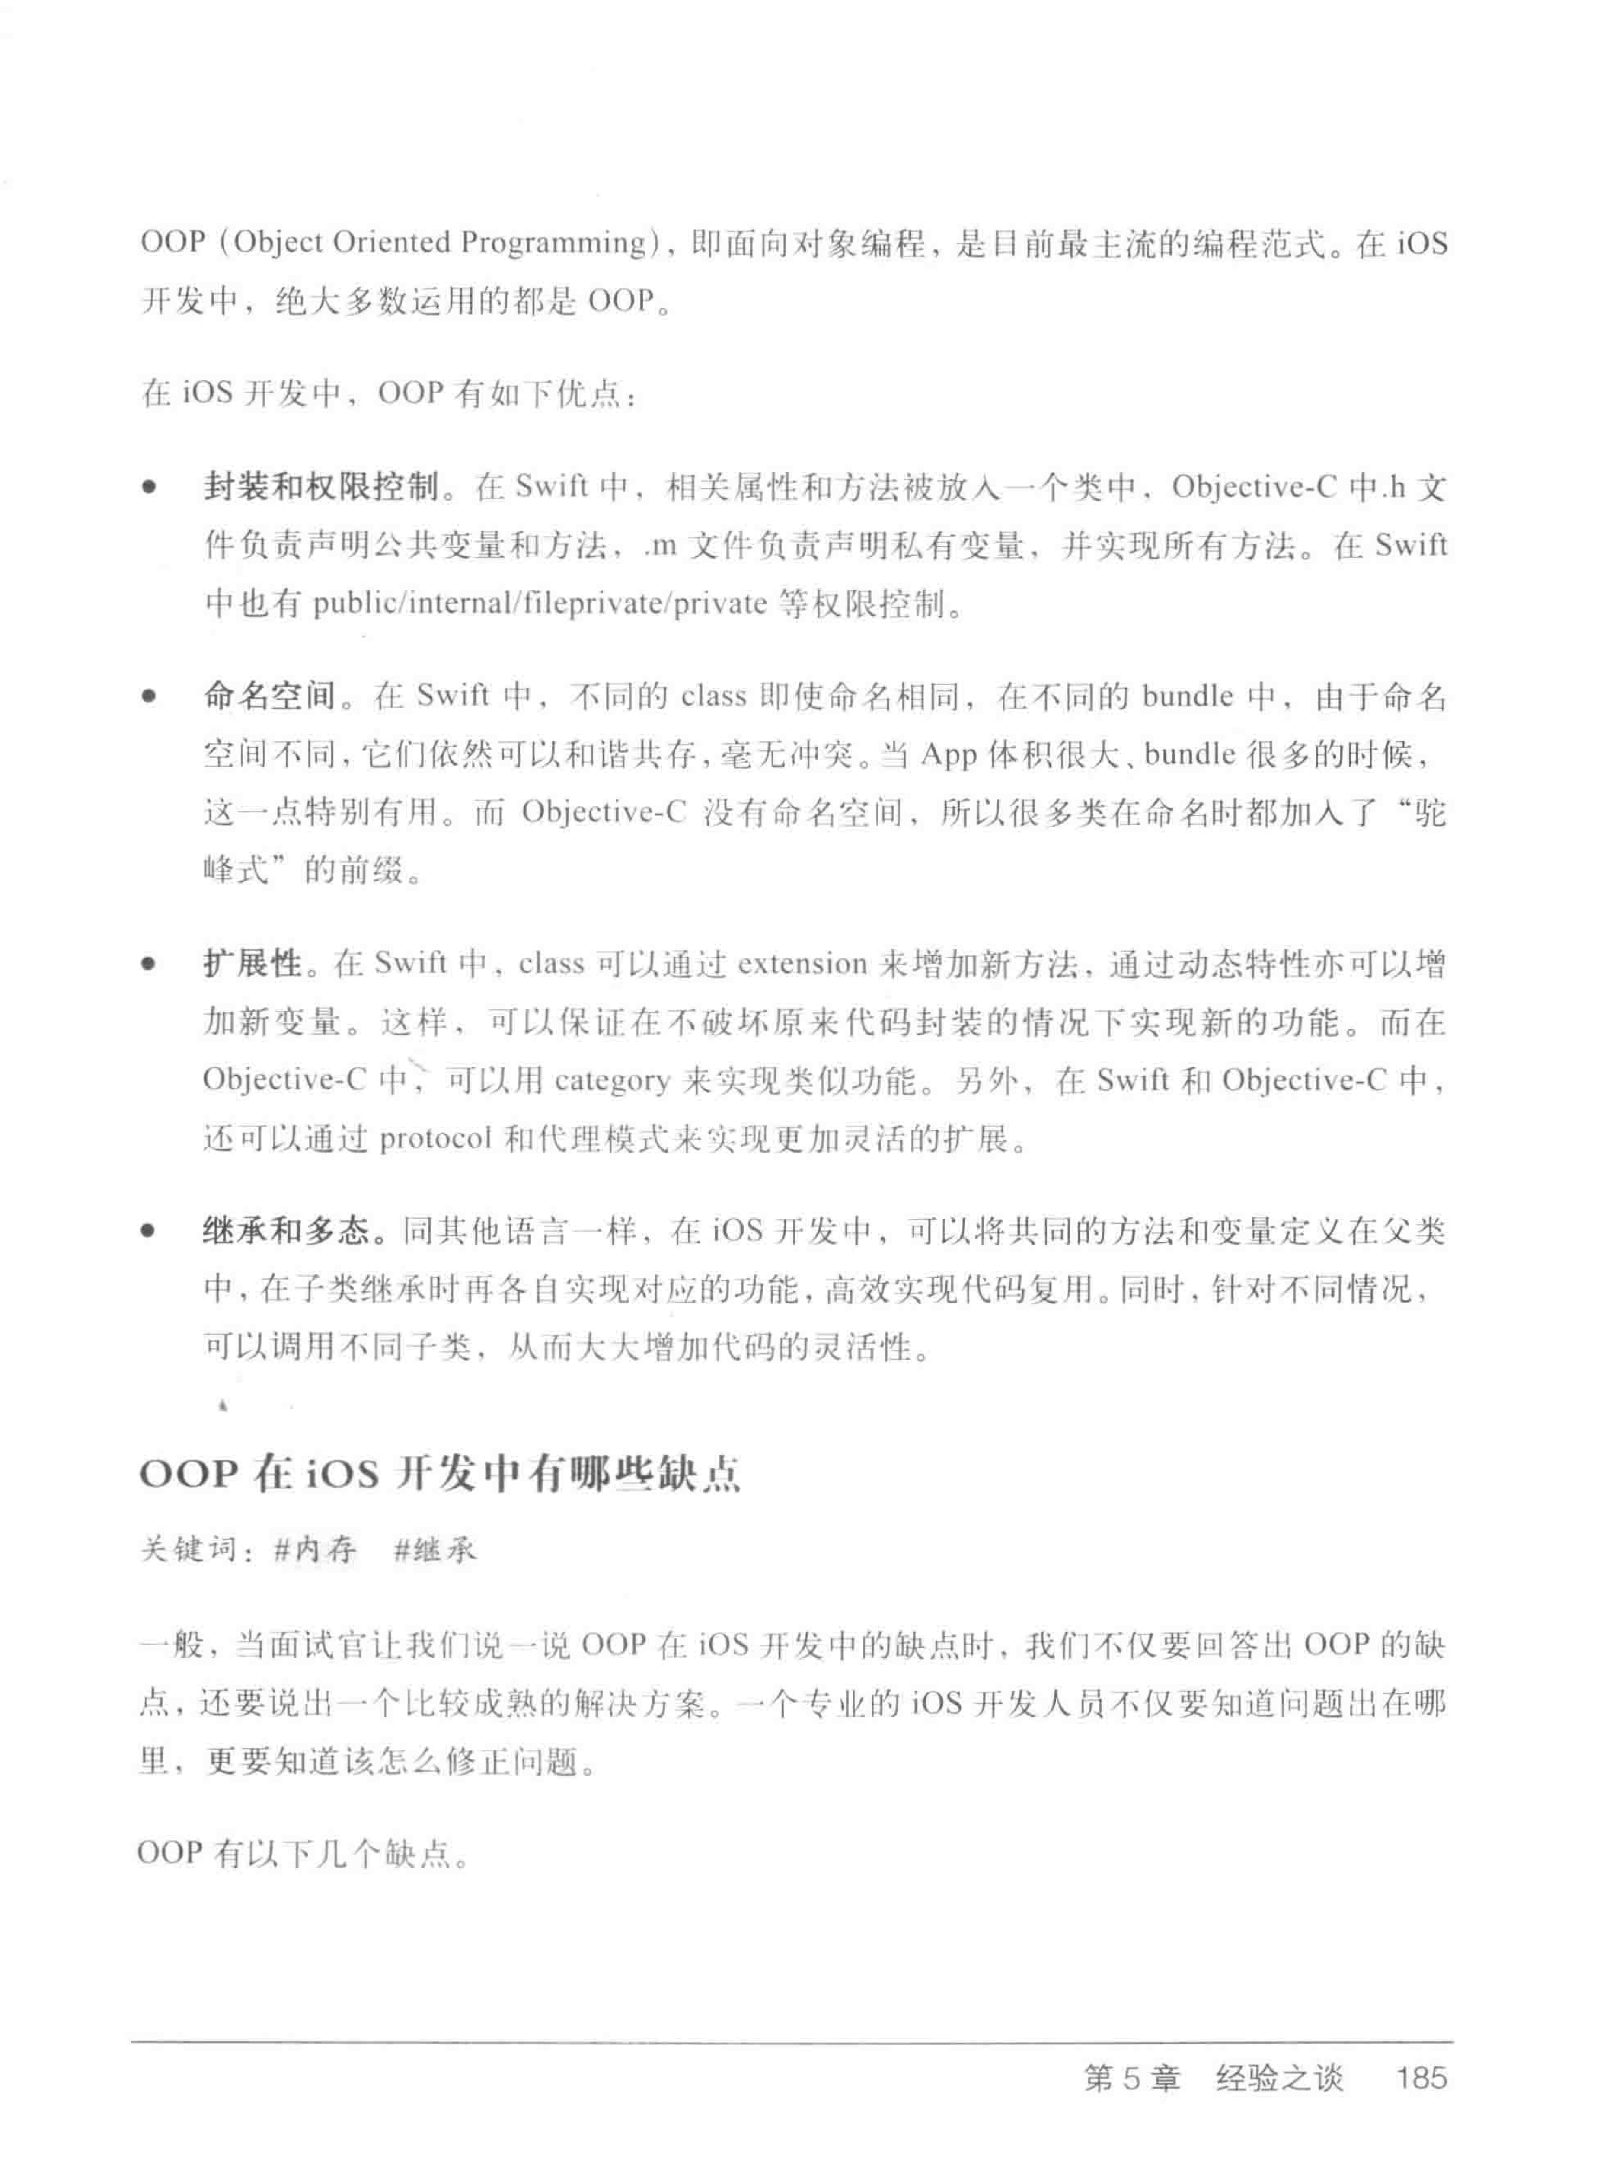 OOP（Object Oriented Programming），即面向对象编程，是目前最主流的编程范式。在 iOS
开发中，绝大多数运用的都是 OOP。
在 iOS 开发中，OOP 有如下优点：
● 封装和权限控制。在 Swift 中，相关属性和方法被放入一个类中，Objective-C 中.h 文
件负责声明公共变量和方法，.m 文件负责声明私有变量，并实现所有方法。在 Swift
中也有 public/internal/fileprivate/private 等权限控制。
● 命名空间。在 Swift 中，不同的 class 即使命名相同，在不同的 bundle 中，由于命名
空间不同，它们依然可以和谐共存，毫无冲突。当 App 体积很大、bundle 很多的时候，
这一点特别有用。而 Objective-C 没有命名空间，所以很多类在命名时都加入了“驼
峰式”的前缀。
● 扩展性。在 Swift 中，class 可以通过 extension 来增加新方法，通过动态特性亦可以增
加新变量。这样，可以保证在不破坏原来代码封装的情况下实现新的功能。而在
Objective-C 中，可以用 category 来实现类似功能。另外，在 Swift 和 Objective-C 中，
还可以通过 protocol 和代理模式来实现更加灵活的扩展。
● 继承和多态。同其他语言一样，在 iOS 开发中，可以将共同的方法和变量定义在父类
中，在子类继承时再各自实现对应的功能，高效实现代码复用。同时，针对不同情况，
可以调用不同子类，从而大大增加代码的灵活性。
OOP 在 iOS 开发中有哪些缺点
关键词：#内存 #继承
一般，当面试官让我们说一说 OOP 在 iOS 开发中的缺点时，我们不仅要回答出 OOP 的缺
点，还要说出一个比较成熟的解决方案。一个专业的 iOS 开发人员不仅要知道问题出在哪
里，更要知道该怎么修正问题。
OOP 有以下几个缺点。
第 5 章 经验之谈 185